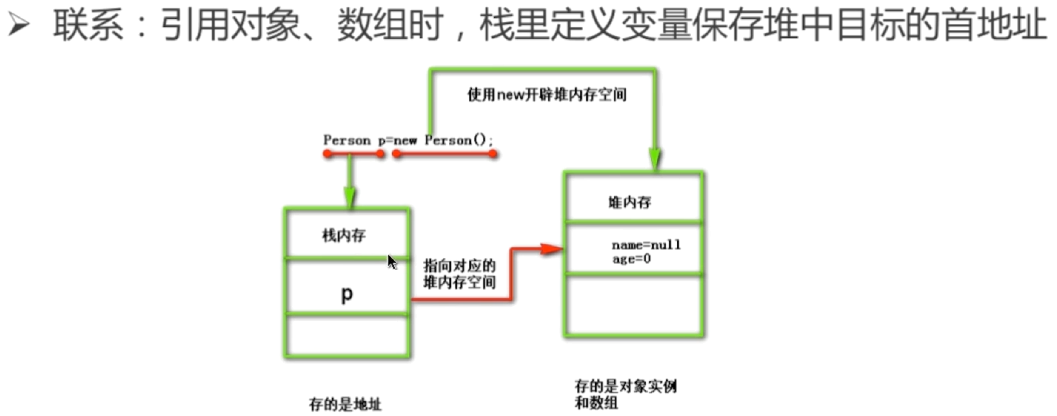 ➢ 联系：引用对象、数组时，栈里定义变量保存堆中目标的首地址
使用new开辟堆内存空间
Person p=new Person();
栈内存
p
指向对应的
堆内存空间
堆内存
name=null
age=0
存的是地址
存的是对象实例
和数组